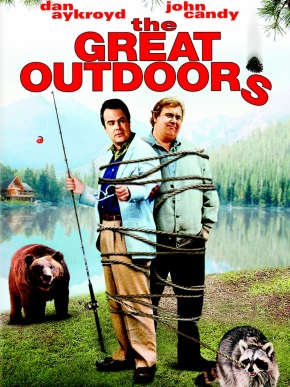 dan aykroyd john candy
the
GREAT
OUTDOORS